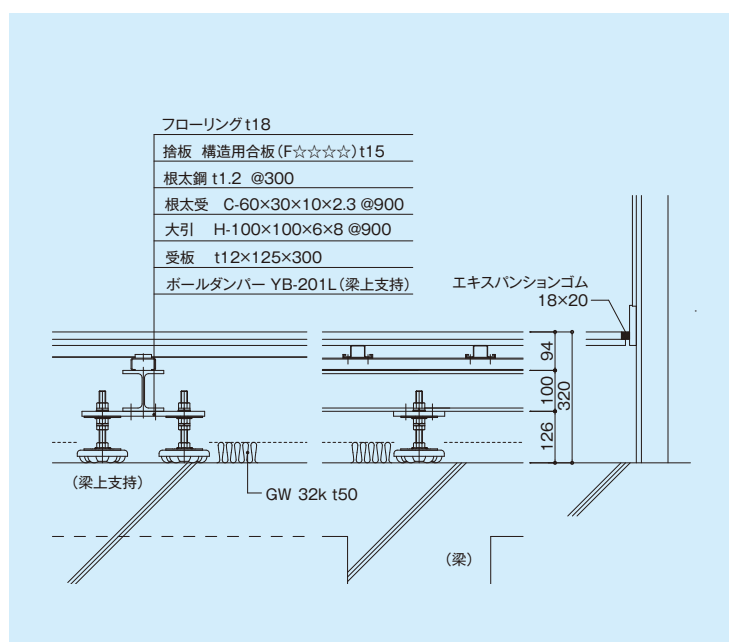 フローリングt18
捨板 構造用合板(F☆☆☆☆)t15
根太鋼 t1.2 @300
根太受 C-60×30×10×2.3 @900
大引 H-100×100×6×8 @900
受板 t12×125×300
ボールダンパー YB-201L(梁上支持)
エキスパンションゴム
18×20
94
100
320
126
(梁上支持)
GW 32k t50
(梁)